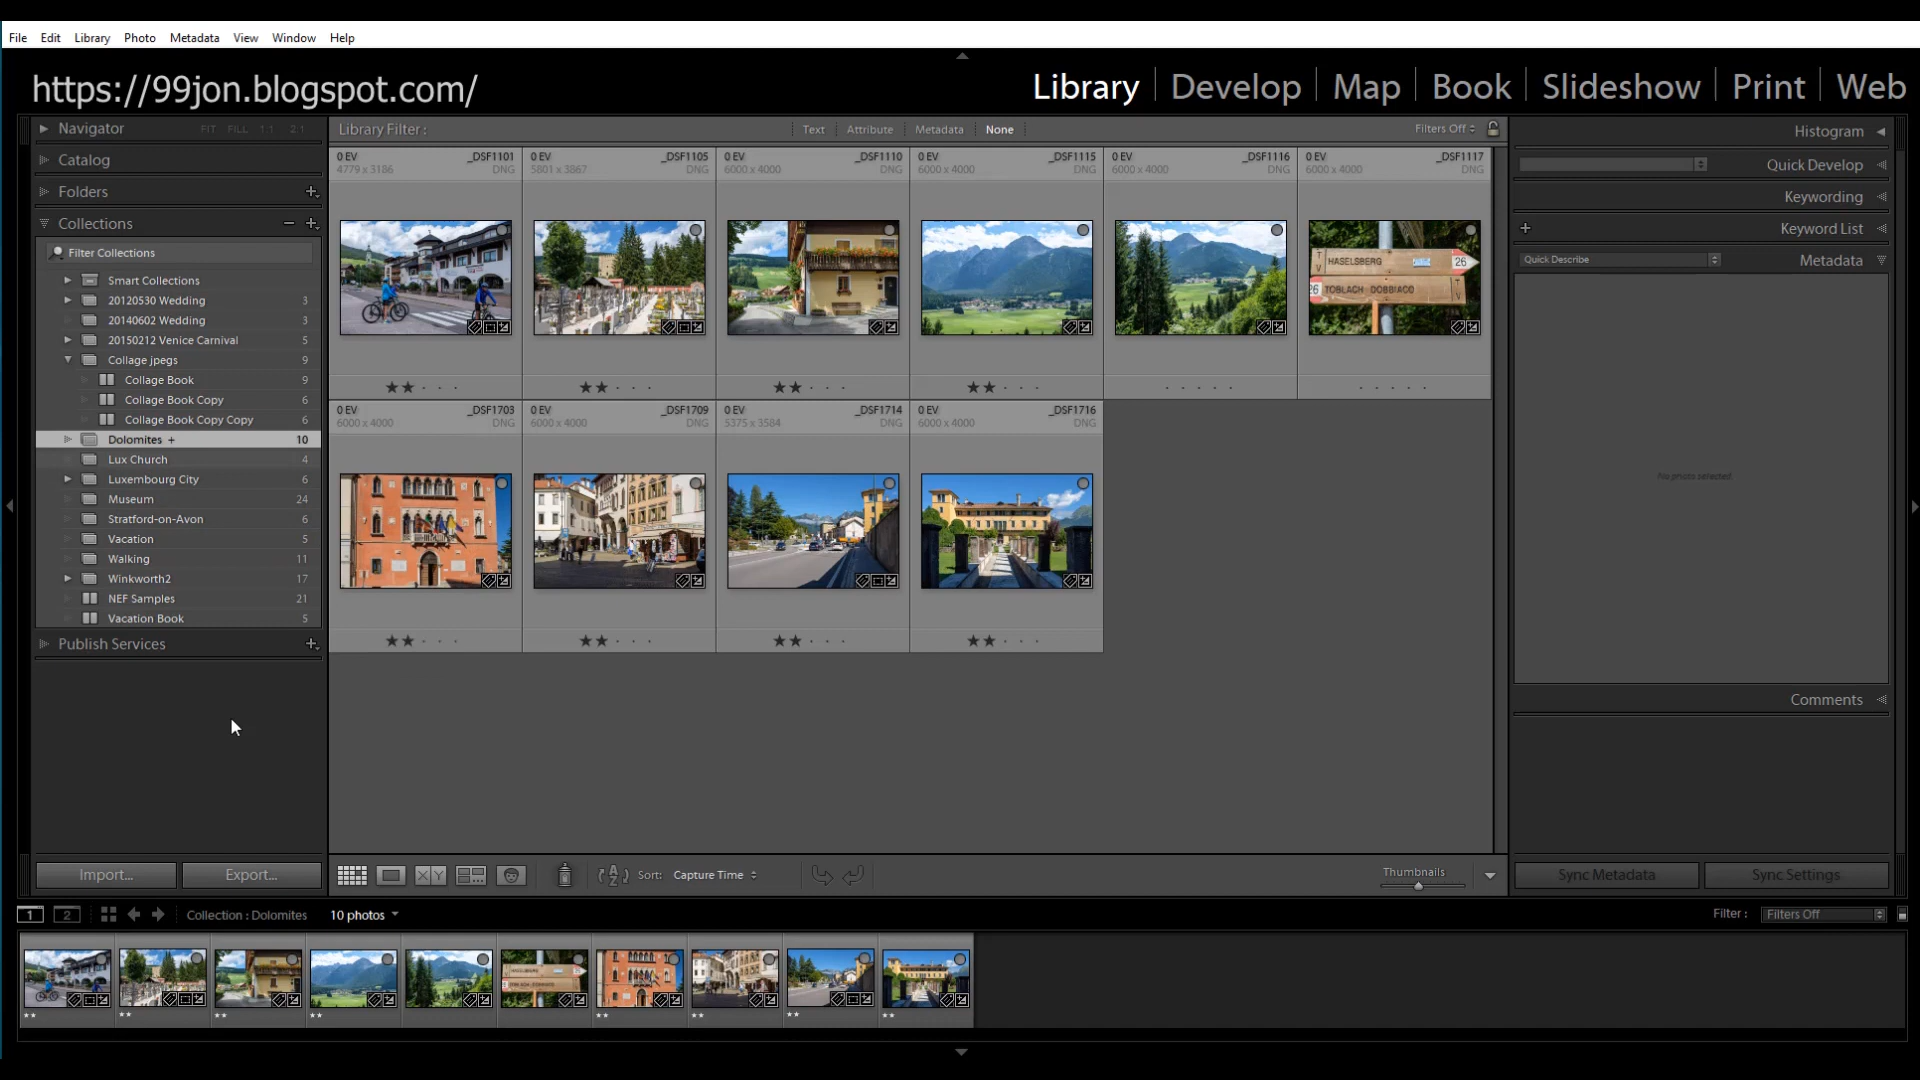 File Edit Library Photo Metadata View Window Help
https://99jon.blogspot.com/
Library | Develop | Map | Book | Slideshow | Print | Web
Navigator FIT FILL 1:1 2:1
Catalog
Folders
Collections
Filter Collections
Smart Collections
20120530 Wedding 3
20140602 Wedding 3
20150212 Venice Carnival 5
Collage jpegs 9
Collage Book 9
Collage Book Copy 6
Collage Book Copy Copy 6
Dolomites + 10
Lux Church 4
Luxembourg City 6
Museum 24
Stratford-on-Avon 6
Vacation 5
Walking 11
Winkworth2 17
NEF Samples 21
Vacation Book 5
Publish Services
Import... Export...
Library Filter : Text Attribute Metadata None Filters Off
0 EV _DSF1101 0 EV _DSF1105 0 EV _DSF1110 0 EV _DSF1115 0 EV _DSF1116 0 EV _DSF1117
4779 x 3186 DNG 5801 x 3867 DNG 6000 x 4000 DNG 6000 x 4000 DNG 6000 x 4000 DNG 6000 x 4000 DNG
HASELSBERG 26
26 TOBLACH DOBBIACO
0 EV _DSF1703 0 EV _DSF1709 0 EV _DSF1714 0 EV _DSF1716
6000 x 4000 DNG 6000 x 4000 DNG 5375 x 3584 DNG 6000 x 4000 DNG
Sort: Capture Time Thumbnails
Histogram
Quick Develop
Keywording
Keyword List
Quick Describe Metadata
No photo selected
Comments
Sync Metadata Sync Settings
1 2 Collection : Dolomites 10 photos Filter : Filters Off